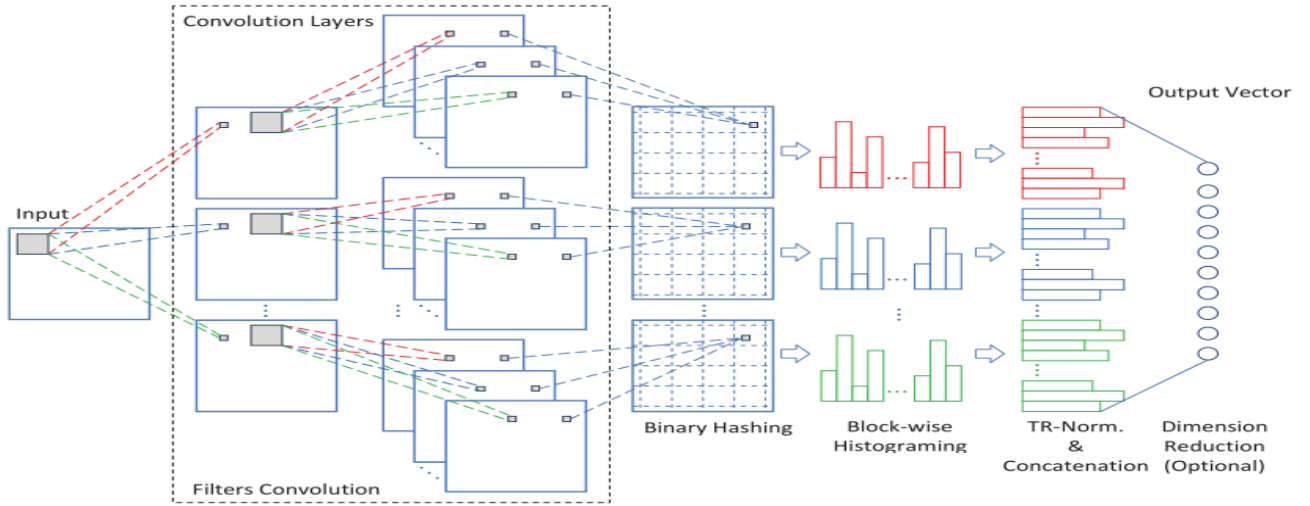 Convolution Layers
Output Vector
Input
Binary Hashing
Block-wise
Histograming
TR-Norm.
&
Concatenation
Dimension
Reduction
(Optional)
Filters Convolution